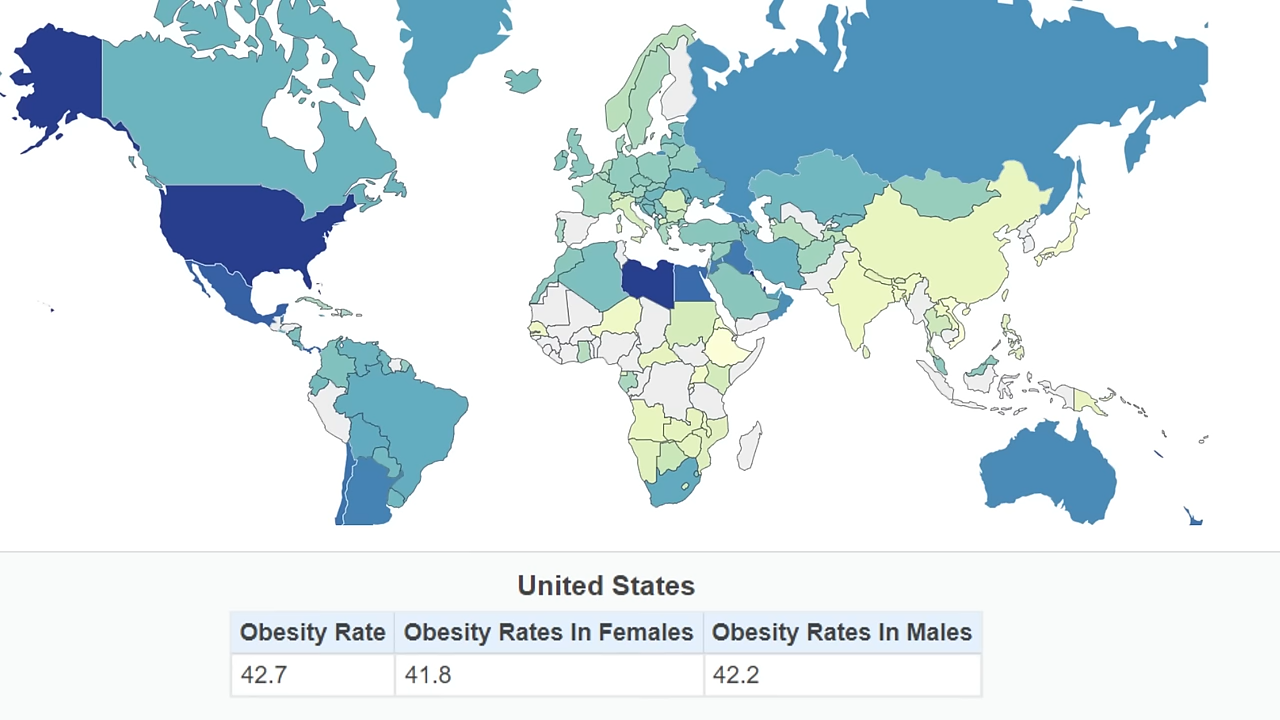 United States
Obesity Rate Obesity Rates In Females Obesity Rates In Males
42.7 41.8 42.2